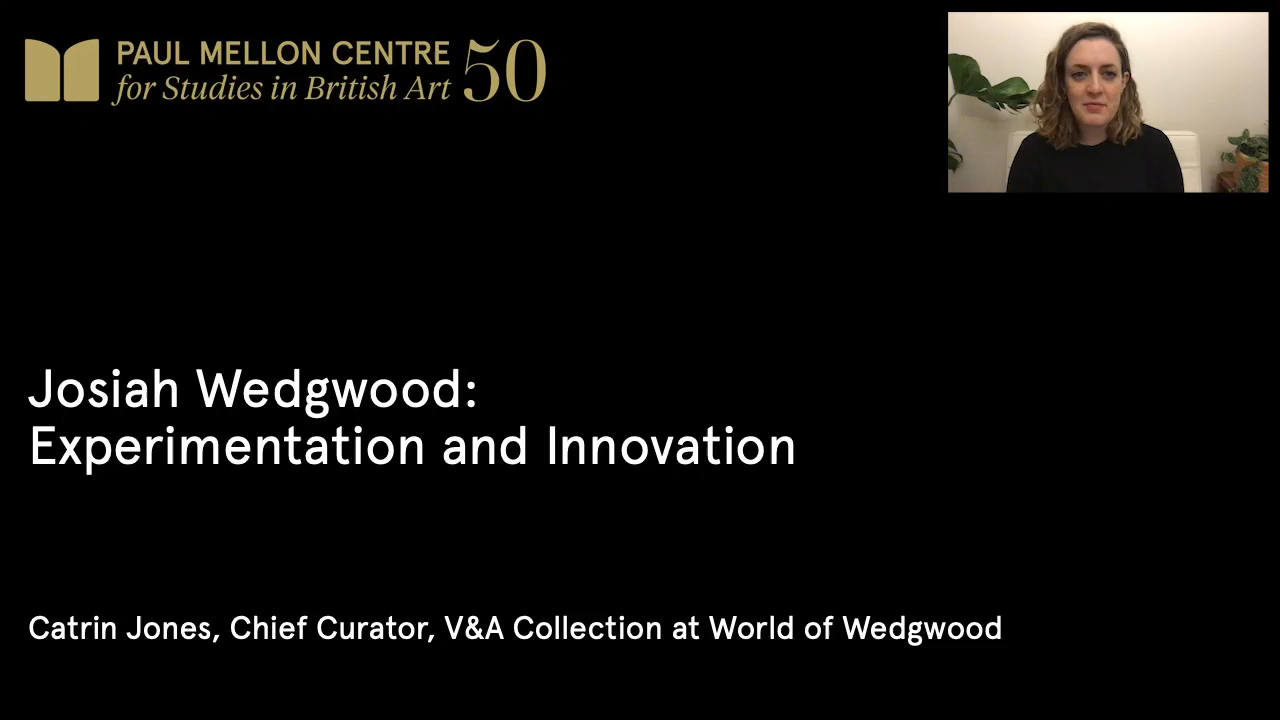 PAUL MELLON CENTRE
for Studies in British Art 50
Josiah Wedgwood:
Experimentation and Innovation
Catrin Jones, Chief Curator, V&A Collection at World of Wedgwood